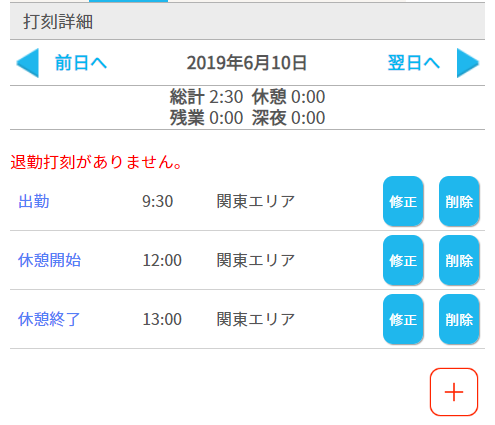 打刻詳細
前日へ 2019年6月10日 翌日へ
総計 2:30 休憩 0:00
残業 0:00 深夜 0:00
退勤打刻がありません。
出勤 9:30 関東エリア 修正 削除
休憩開始 12:00 関東エリア 修正 削除
休憩終了 13:00 関東エリア 修正 削除